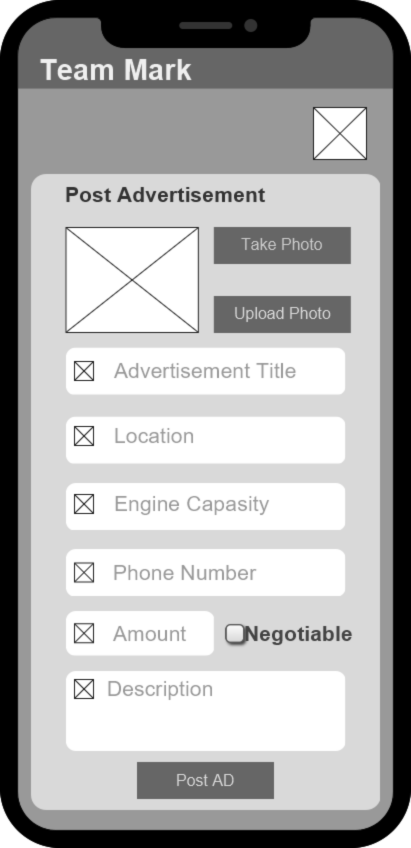 Team Mark
Post Advertisement
Take Photo
Upload Photo
Advertisement Title
Location
Engine Capasity
Phone Number
Amount Negotiable
Description
Post AD